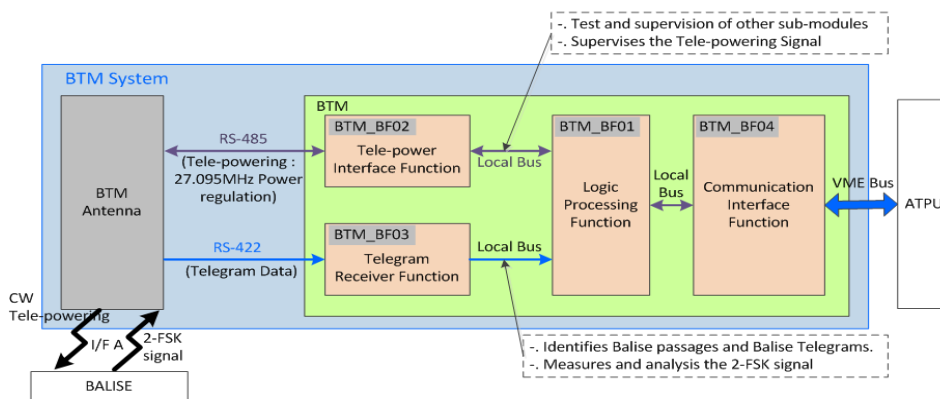 -. Test and supervision of other sub-modules
-. Supervises the Tele-powering Signal
BTM System
BTM
BTM
Antenna
RS-485
(Tele-powering :
27.095MHz Power
regulation)
RS-422
(Telegram Data)
BTM_BF02
Tele-power
Interface Function
Local Bus
BTM_BF03
Telegram
Receiver Function
Local Bus
BTM_BF01
Logic
Processing
Function
Local
Bus
BTM_BF04
Communication
Interface
Function
VME Bus
ATPU
CW
Tele-powering
I/F A
2-FSK
signal
BALISE
-. Identifies Balise passages and Balise Telegrams.
-. Measures and analysis the 2-FSK signal